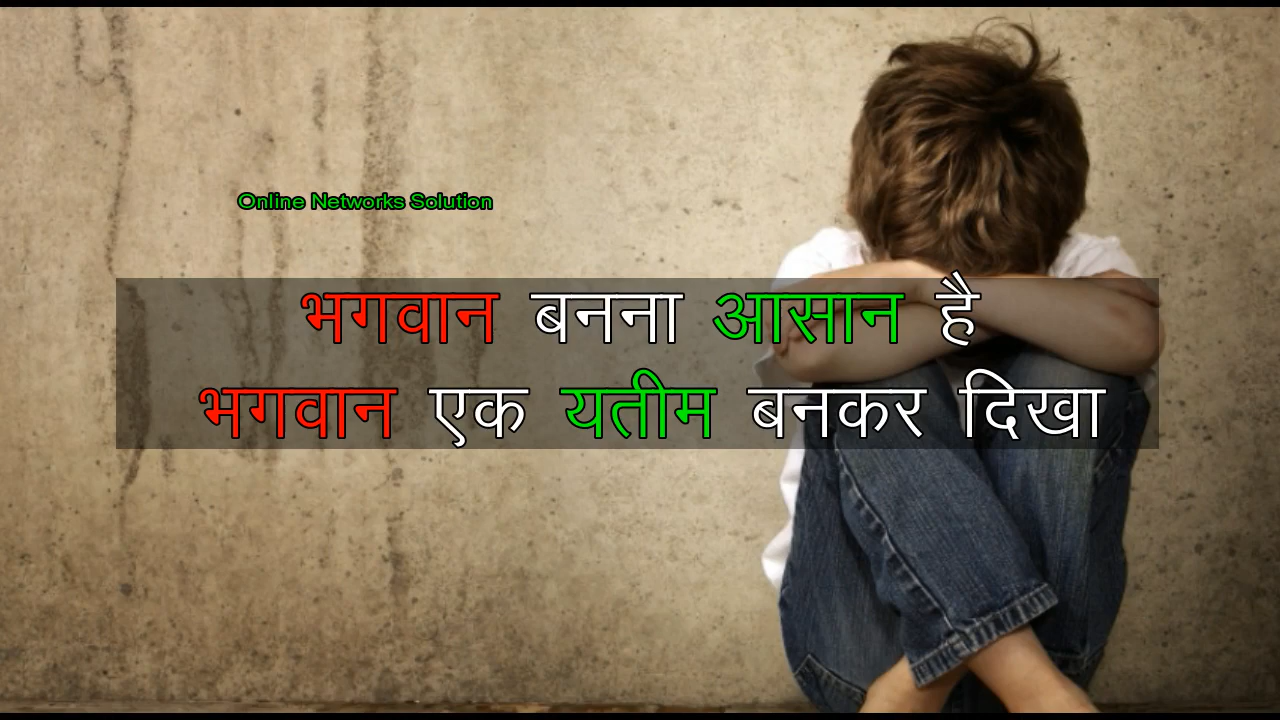 Online Networks Solution
भगवान बनना आसान है
भगवान एक यतीम बनकर दिखा